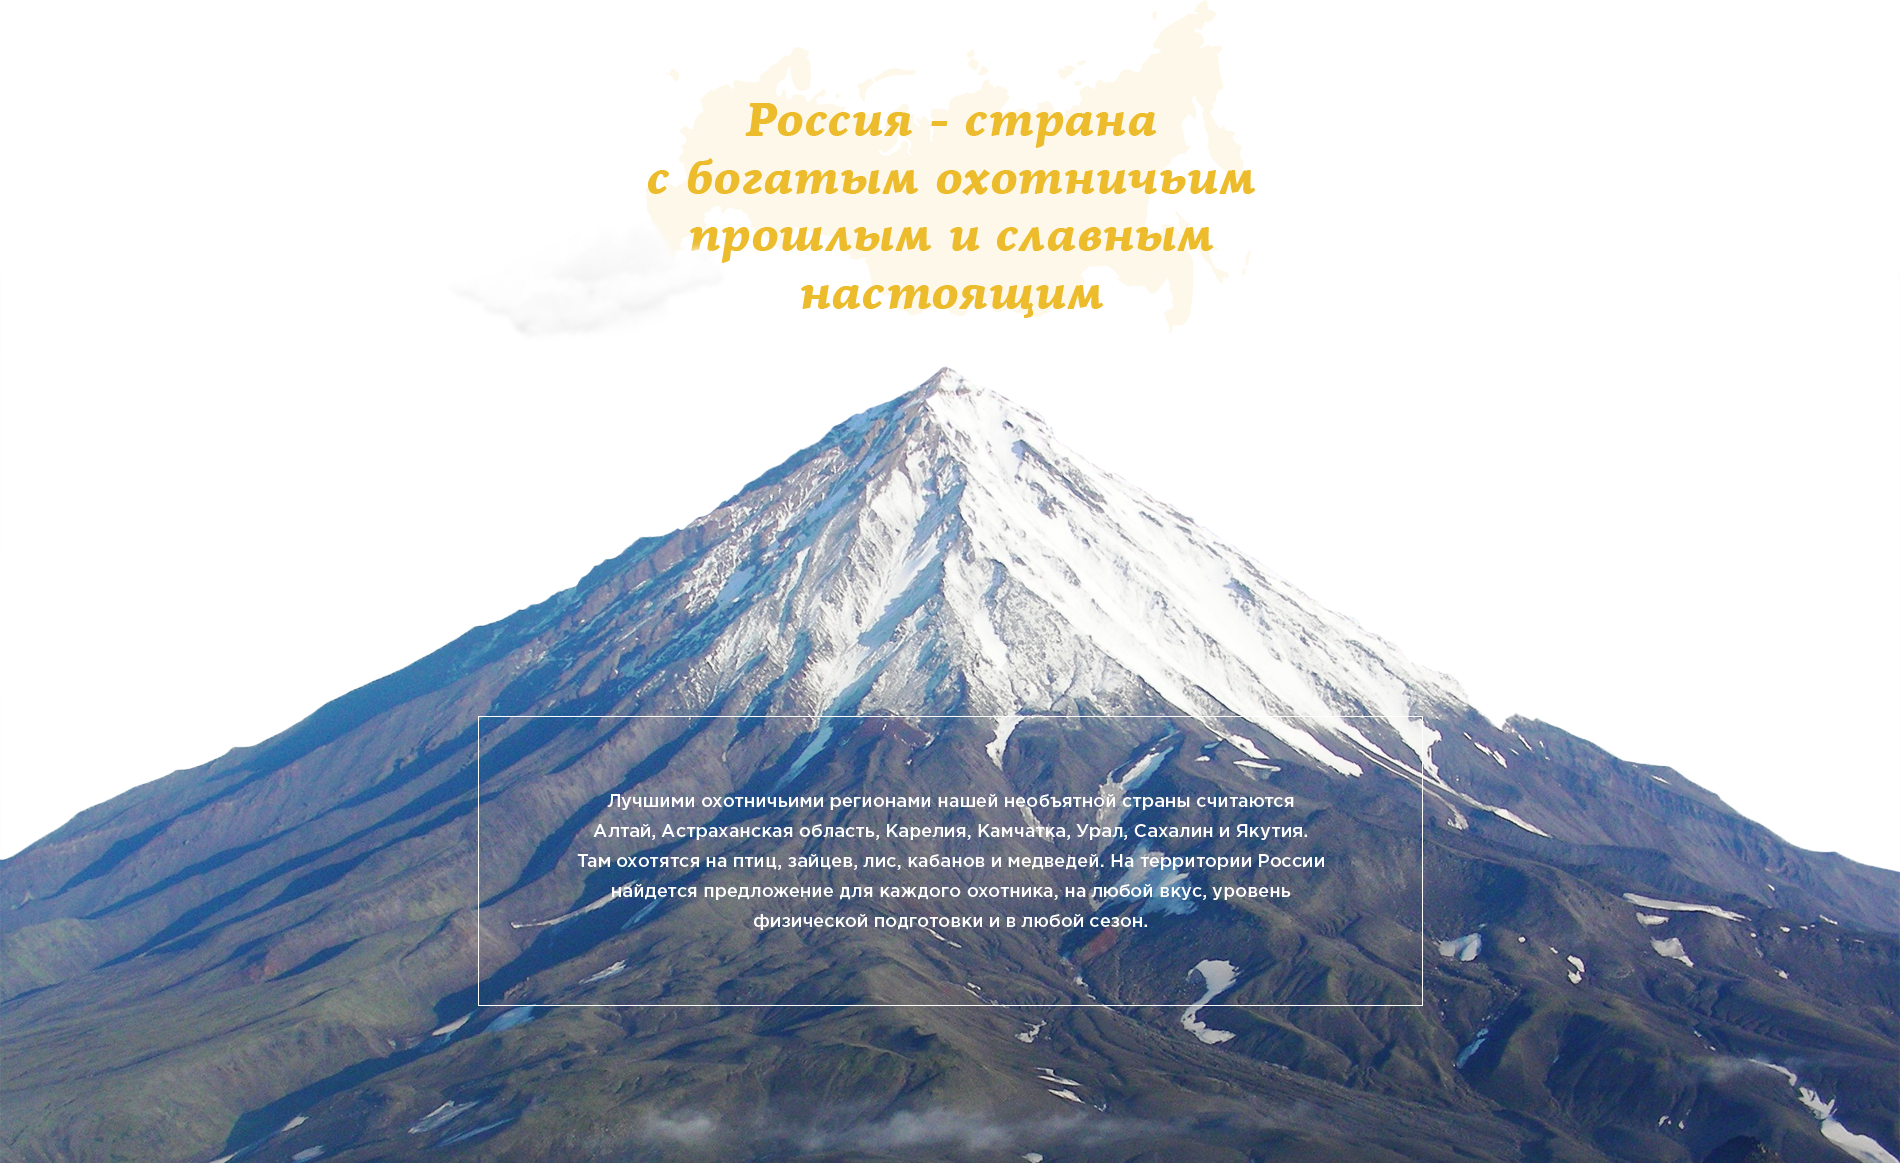 Россия - страна
с богатым охотничьим
прошлым и славным
настоящим
Лучшими охотничьими регионами нашей необъятной страны считаются
Алтай, Астраханская область, Карелия, Камчатка, Урал, Сахалин и Якутия.
Там охотятся на птиц, зайцев, лис, кабанов и медведей. На территории России
найдется предложение для каждого охотника, на любой вкус, уровень
физической подготовки и в любой сезон.